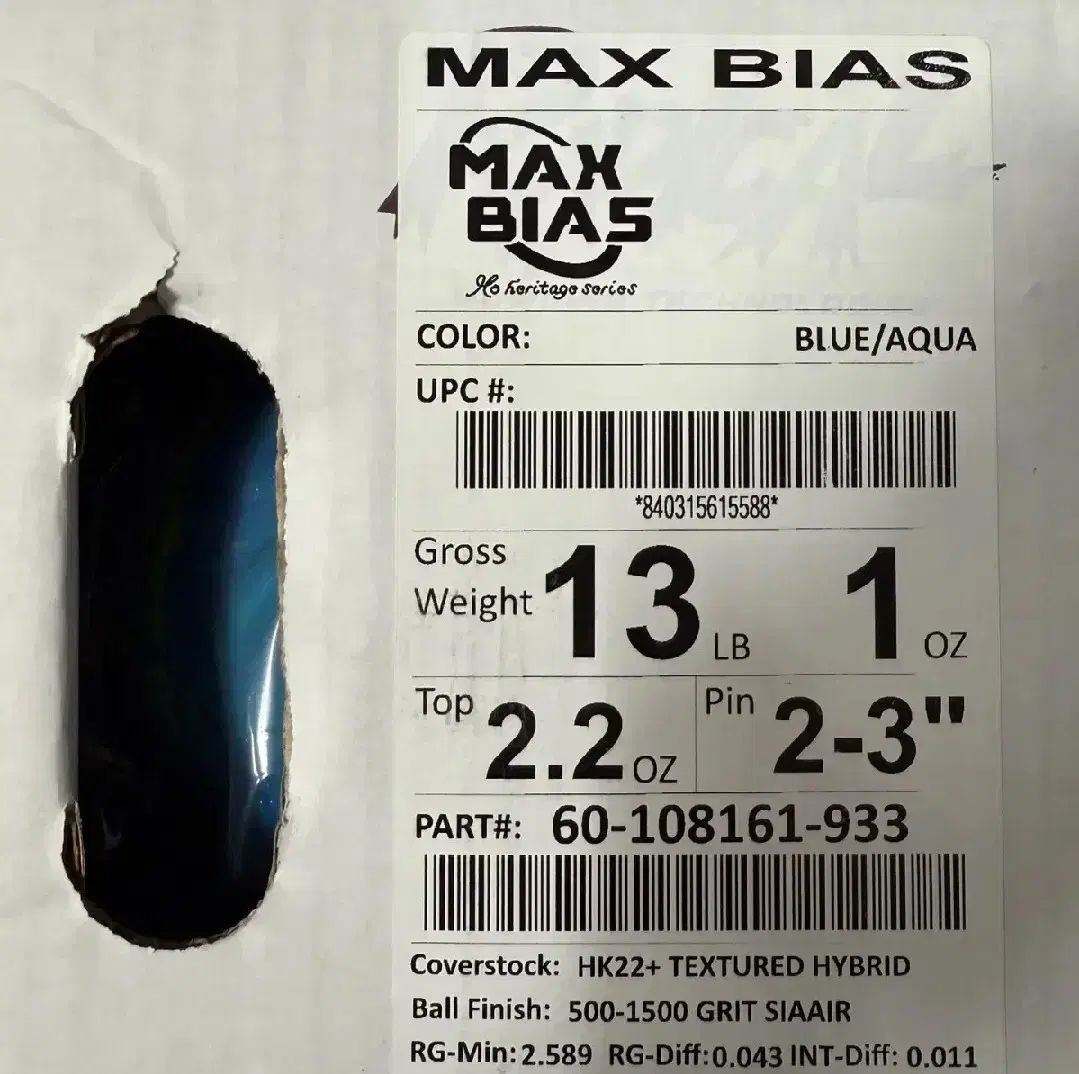 MAX BIAS
MAX
BIAS
heritage series
COLOR: BLUE/AQUA
UPC #:
*840315615588*
Gross Weight 13 LB 1 OZ
Top 2.2 OZ Pin 2-3"
PART#: 60-108161-933
Coverstock: HK22+ TEXTURED HYBRID
Ball Finish: 500-1500 GRIT SIAAIR
RG-Min: 2.589 RG-Diff: 0.043 INT-Diff: 0.011